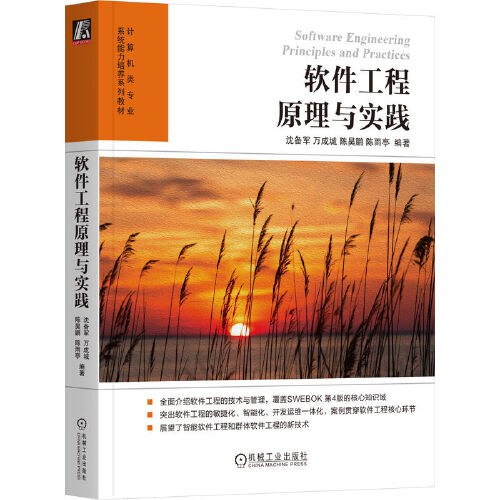 计算机类专业
系统能力培养系列教材
Software Engineering
Principles and Practices
软件工程
原理与实践
沈备军 万成城 陈昊鹏 陈雨亭 编著
全面介绍软件工程的技术与管理，覆盖SWEBOK 第4版的核心知识域
突出软件工程的敏捷化、智能化、开发运维一体化，案例贯穿软件工程核心环节
展望了智能软件工程和群体软件工程的新技术
机械工业出版社
CHINA MACHINE PRESS
软件工程原理与实践
沈备军 万成城
陈昊鹏 陈雨亭 编著
机械工业出版社